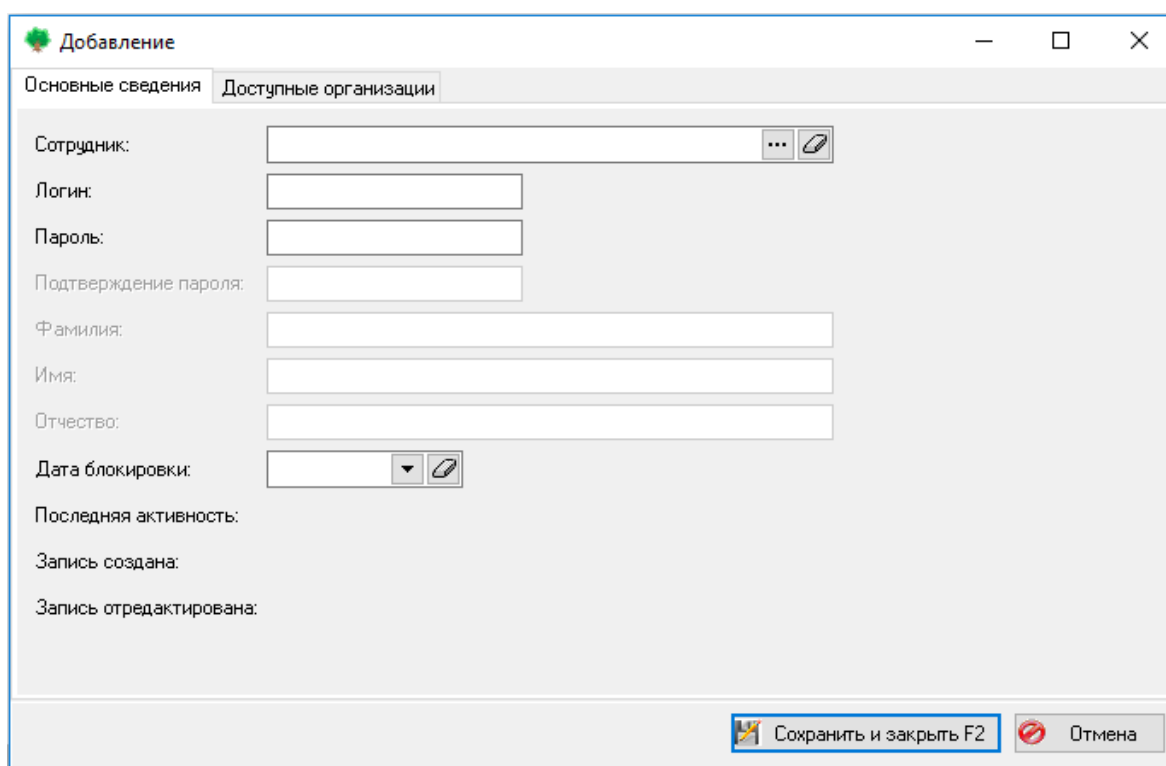 Добавление
Основные сведения Доступные организации
Сотрудник:
Логин:
Пароль:
Подтверждение пароля:
Фамилия:
Имя:
Отчество:
Дата блокировки:
Последняя активность:
Запись создана:
Запись отредактирована:
Сохранить и закрыть F2 Отмена